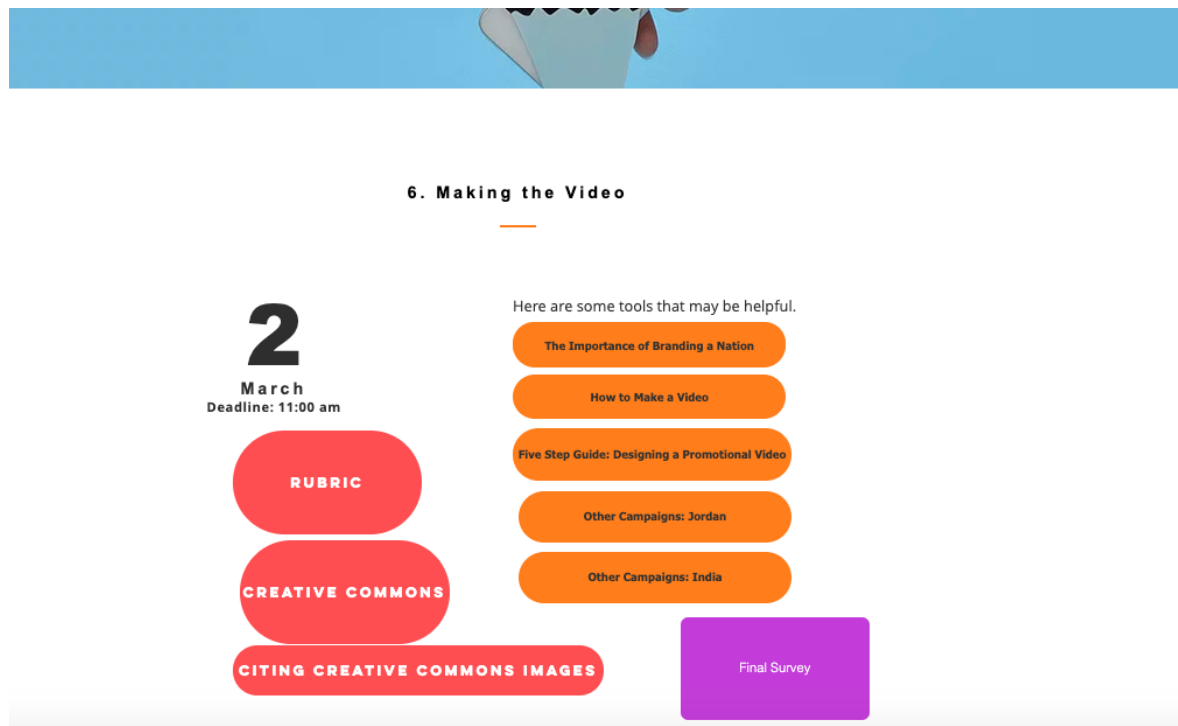 6. Making the Video
2
March
Deadline: 11:00 am
RUBRIC
CREATIVE COMMONS
CITING CREATIVE COMMONS IMAGES
Here are some tools that may be helpful.
The Importance of Branding a Nation
How to Make a Video
Five Step Guide: Designing a Promotional Video
Other Campaigns: Jordan
Other Campaigns: India
Final Survey